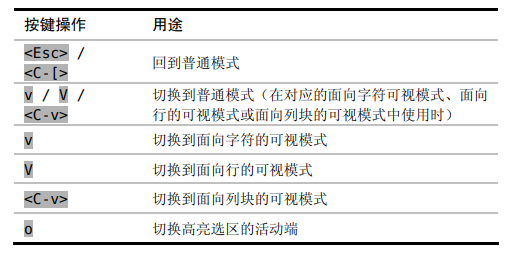 按键操作 用途
<Esc> / 回到普通模式
<C-[>
v / V / 切换到普通模式（在对应的面向字符可视模式、面向
<C-v> 行的可视模式或面向列块的可视模式中使用时）
v 切换到面向字符的可视模式
V 切换到面向行的可视模式
<C-v> 切换到面向列块的可视模式
o 切换高亮选区的活动端